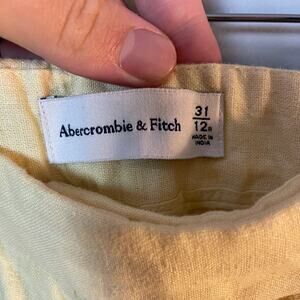 Abercrombie & Fitch
31
12R
MADE IN
INDIA